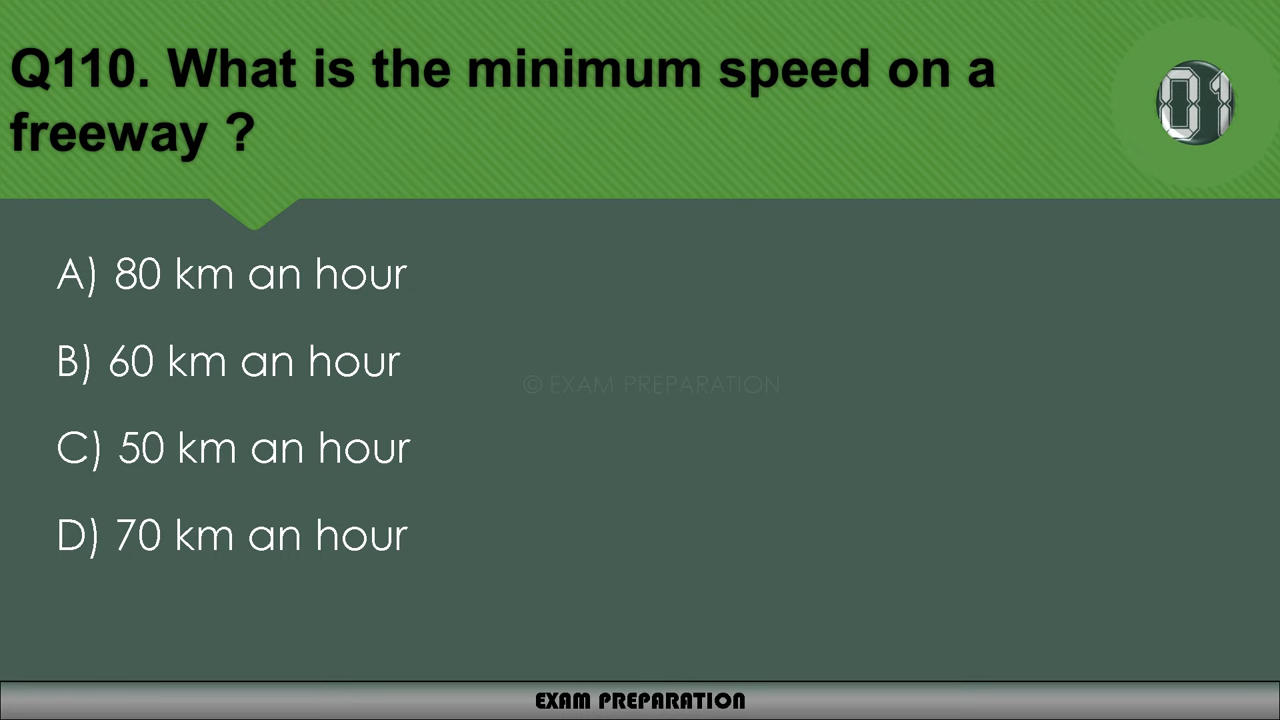 Q110. What is the minimum speed on a
freeway ?
01
A) 80 km an hour
B) 60 km an hour
© EXAM PREPARATION
C) 50 km an hour
D) 70 km an hour
EXAM PREPARATION